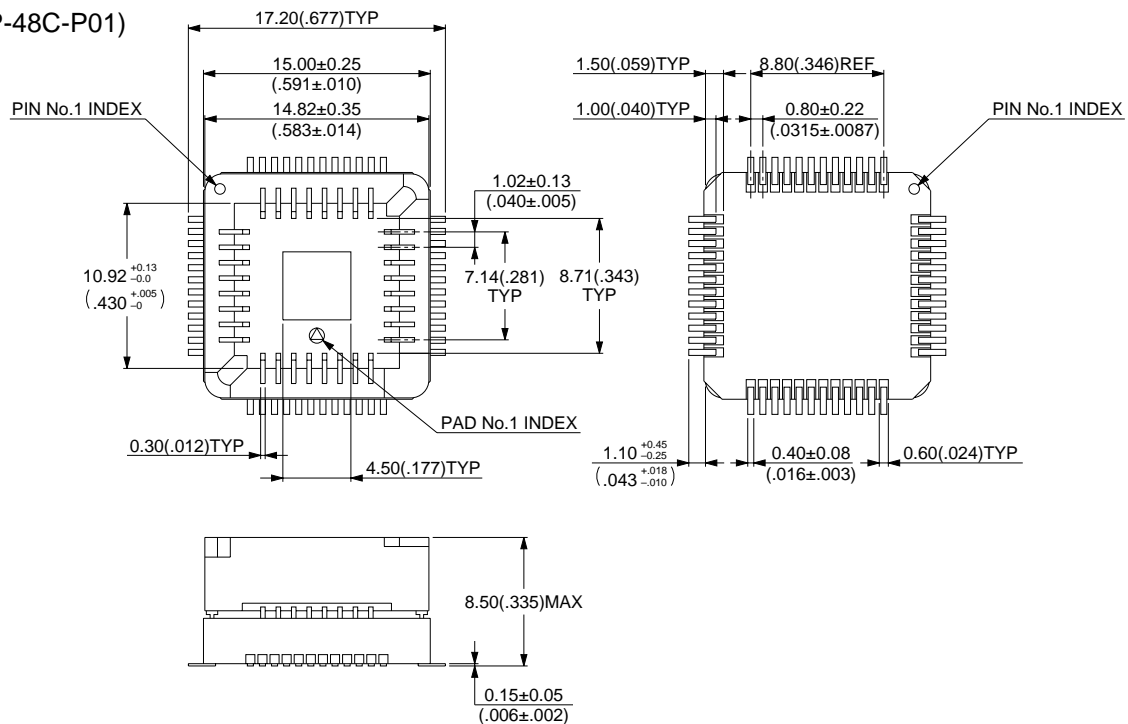 P-48C-P01)
17.20(.677)TYP
15.00±0.25
(.591±.010)
14.82±0.35
(.583±.014)
PIN No.1 INDEX
1.02±0.13
(.040±.005)
10.92 +0.13 –0.0
(.430 +.005 –0)
7.14(.281)
TYP
8.71(.343)
TYP
PAD No.1 INDEX
0.30(.012)TYP
4.50(.177)TYP
1.50(.059)TYP
8.80(.346)REF
1.00(.040)TYP
0.80±0.22
(.0315±.0087)
PIN No.1 INDEX
1.10 +0.45 –0.25
(.043 +.018 –.010)
0.40±0.08
(.016±.003)
0.60(.024)TYP
8.50(.335)MAX
0.15±0.05
(.006±.002)